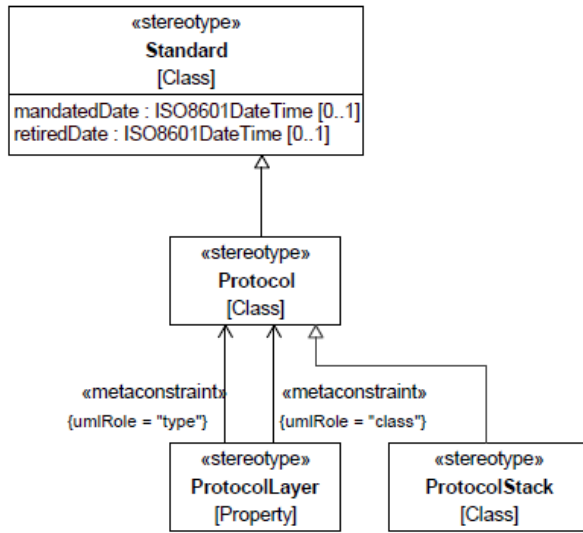 «stereotype»
Standard
[Class]
mandatedDate : ISO8601DateTime [0..1]
retiredDate : ISO8601DateTime [0..1]
«stereotype»
Protocol
[Class]
«metaconstraint»
{umlRole = "type"}
«metaconstraint»
{umlRole = "class"}
«stereotype»
ProtocolLayer
[Property]
«stereotype»
ProtocolStack
[Class]